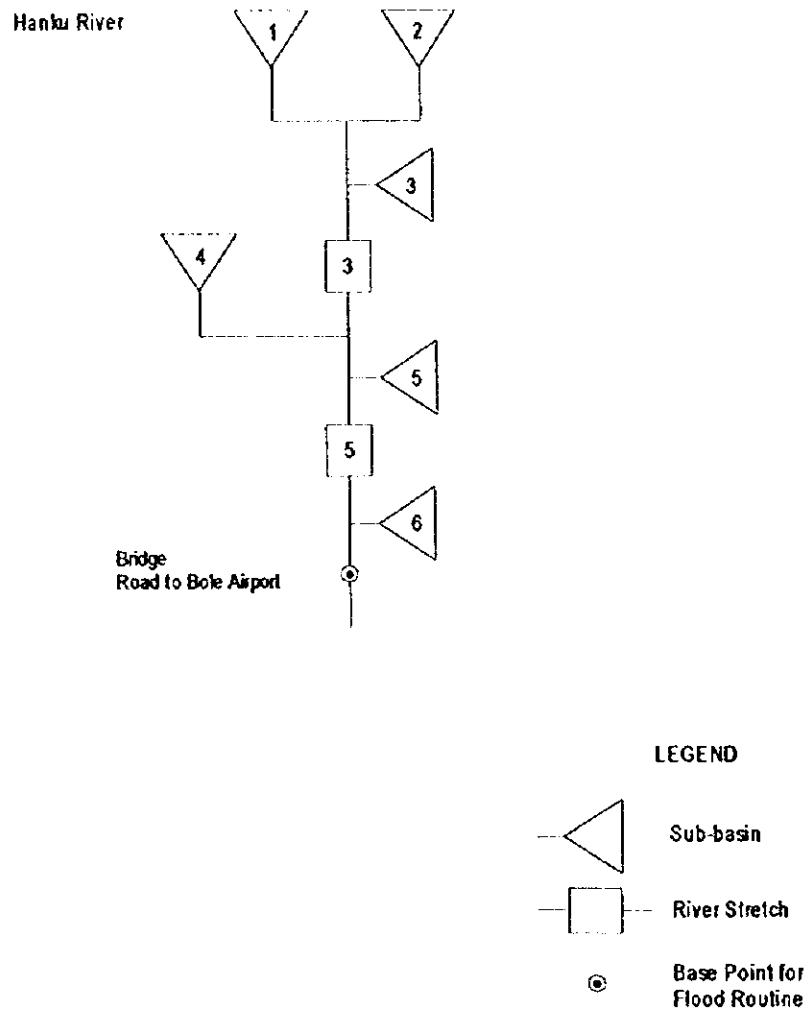 Hanku River
1
2
3
4
3
5
5
6
Bridge
Road to Bole Airport
LEGEND
Sub-basin
River Stretch
Base Point for
Flood Routine